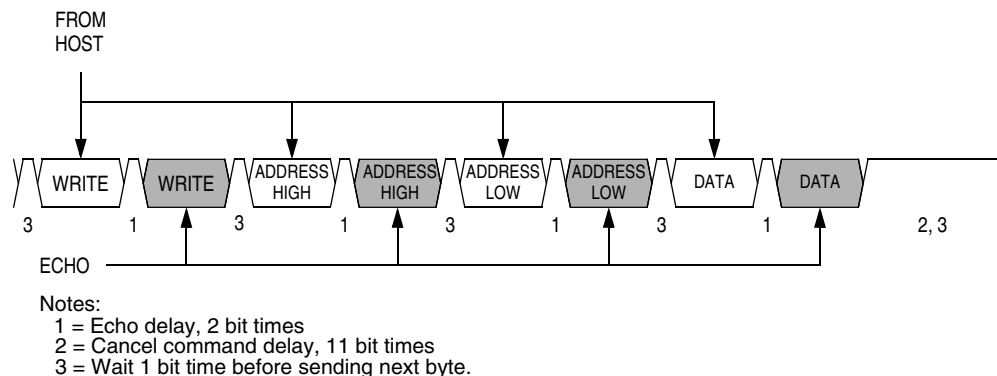 FROM
HOST
WRITE WRITE ADDRESS HIGH ADDRESS HIGH ADDRESS LOW ADDRESS LOW DATA DATA
3 1 3 1 3 1 3 1 2, 3
ECHO
Notes:
1 = Echo delay, 2 bit times
2 = Cancel command delay, 11 bit times
3 = Wait 1 bit time before sending next byte.